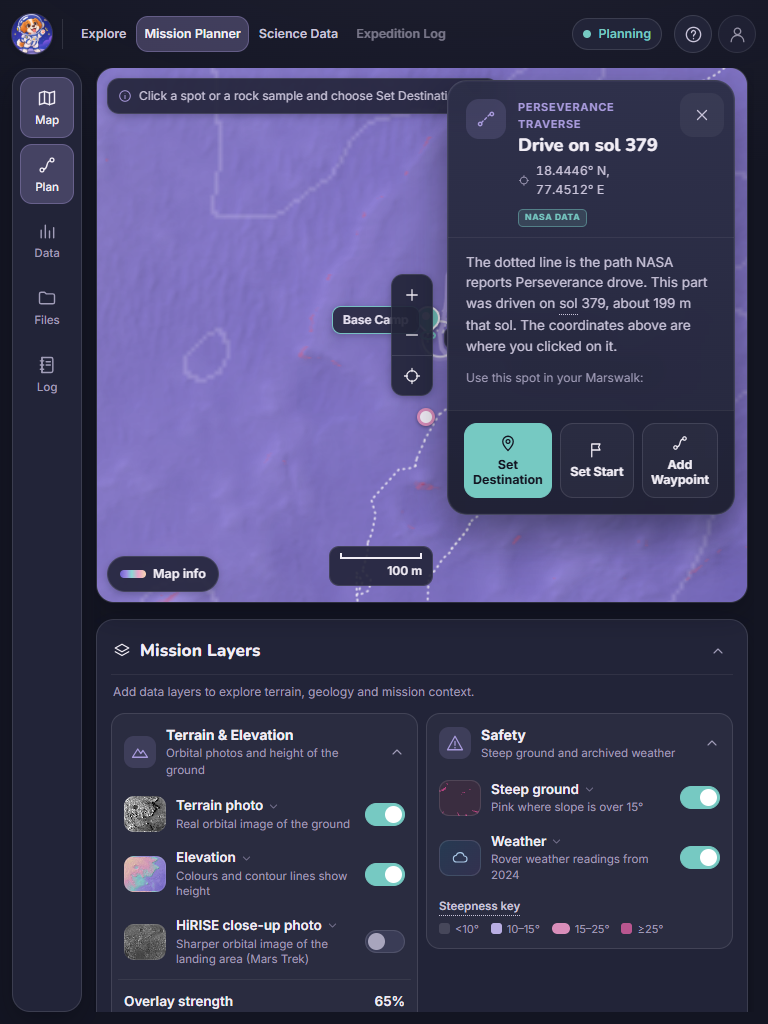 Explore
Mission Planner
Science Data
Expedition Log
Planning
Map
Plan
Data
Files
Log
Click a spot or a rock sample and choose Set Destinati
PERSEVERANCE
TRAVERSE
Drive on sol 379
18.4446° N,
77.4512° E
NASA DATA
The dotted line is the path NASA
reports Perseverance drove. This part
was driven on sol 379, about 199 m
that sol. The coordinates above are
where you clicked on it.
Use this spot in your Marswalk:
Set
Destination
Set Start
Add
Waypoint
Base Camp
Map info
100 m
Mission Layers
Add data layers to explore terrain, geology and mission context.
Terrain & Elevation
Orbital photos and height of the
ground
Terrain photo
Real orbital image of the ground
Elevation
Colours and contour lines show
height
HiRISE close-up photo
Sharper orbital image of the
landing area (Mars Trek)
Overlay strength
65%
Safety
Steep ground and archived weather
Steep ground
Pink where slope is over 15°
Weather
Rover weather readings from
2024
Steepness key
<10°
10–15°
15–25°
≥25°